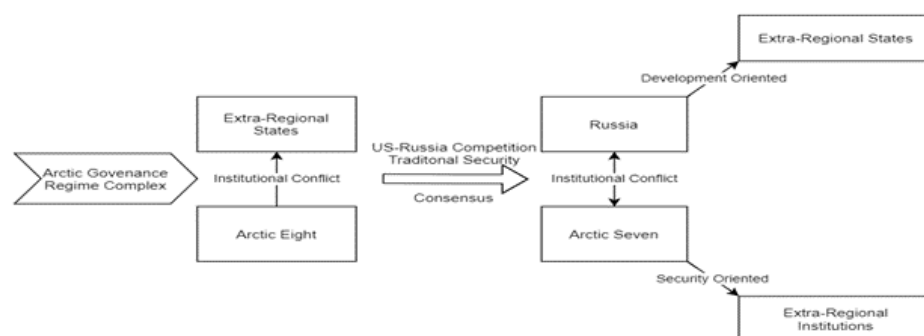 Extra-Regional States
Development Oriented
Extra-Regional
States
Russia
US-Russia Competition
Traditonal Security
Arctic Govenance
Regime Complex
Institutional Conflict
Institutional Conflict
Consensus
Arctic Eight
Arctic Seven
Security Oriented
Extra-Regional
Institutions